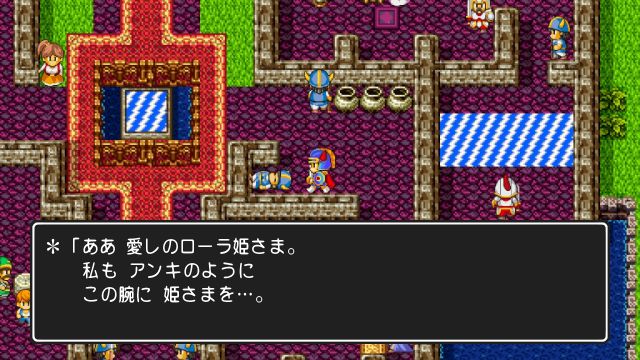 ＊「ああ 愛しのローラ姫さま。
私も アンキのように
この腕に 姫さまを…。